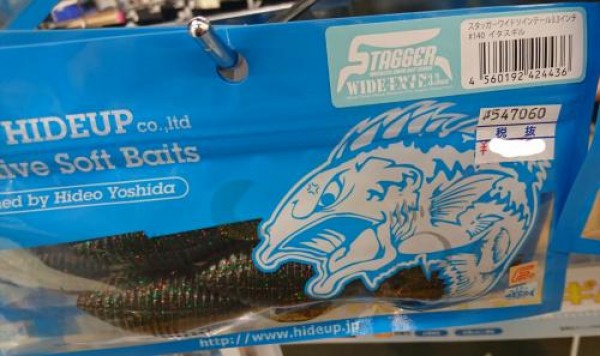 スタッガーワイドツインテール3.3インチ
#140 イタスギル
4 560192 424436
STAGGER
WIDE TWIN 3.3inch
#547060
税 抜
¥
HIDEUP co.,ltd
ive Soft Baits
ned by Hideo Yoshida
http://www.hideup.jp